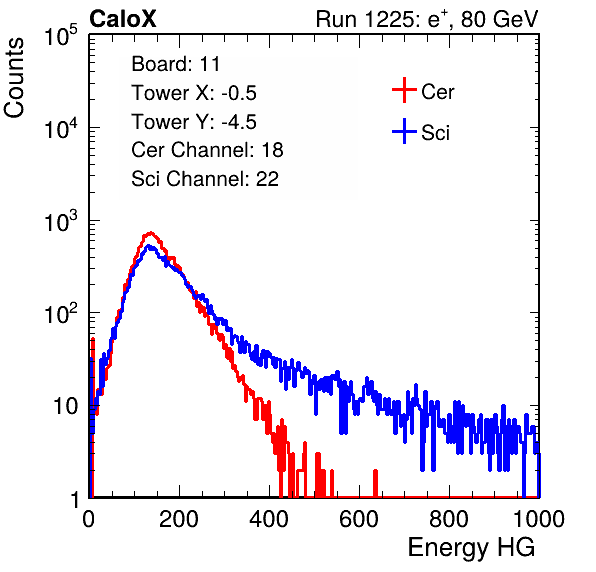 CaloX Run 1225: e⁺, 80 GeV
Counts
Board: 11
Tower X: -0.5
Tower Y: -4.5
Cer Channel: 18
Sci Channel: 22
Cer
Sci
10⁵
10⁴
10³
10²
10
1
0 200 400 600 800 1000
Energy HG